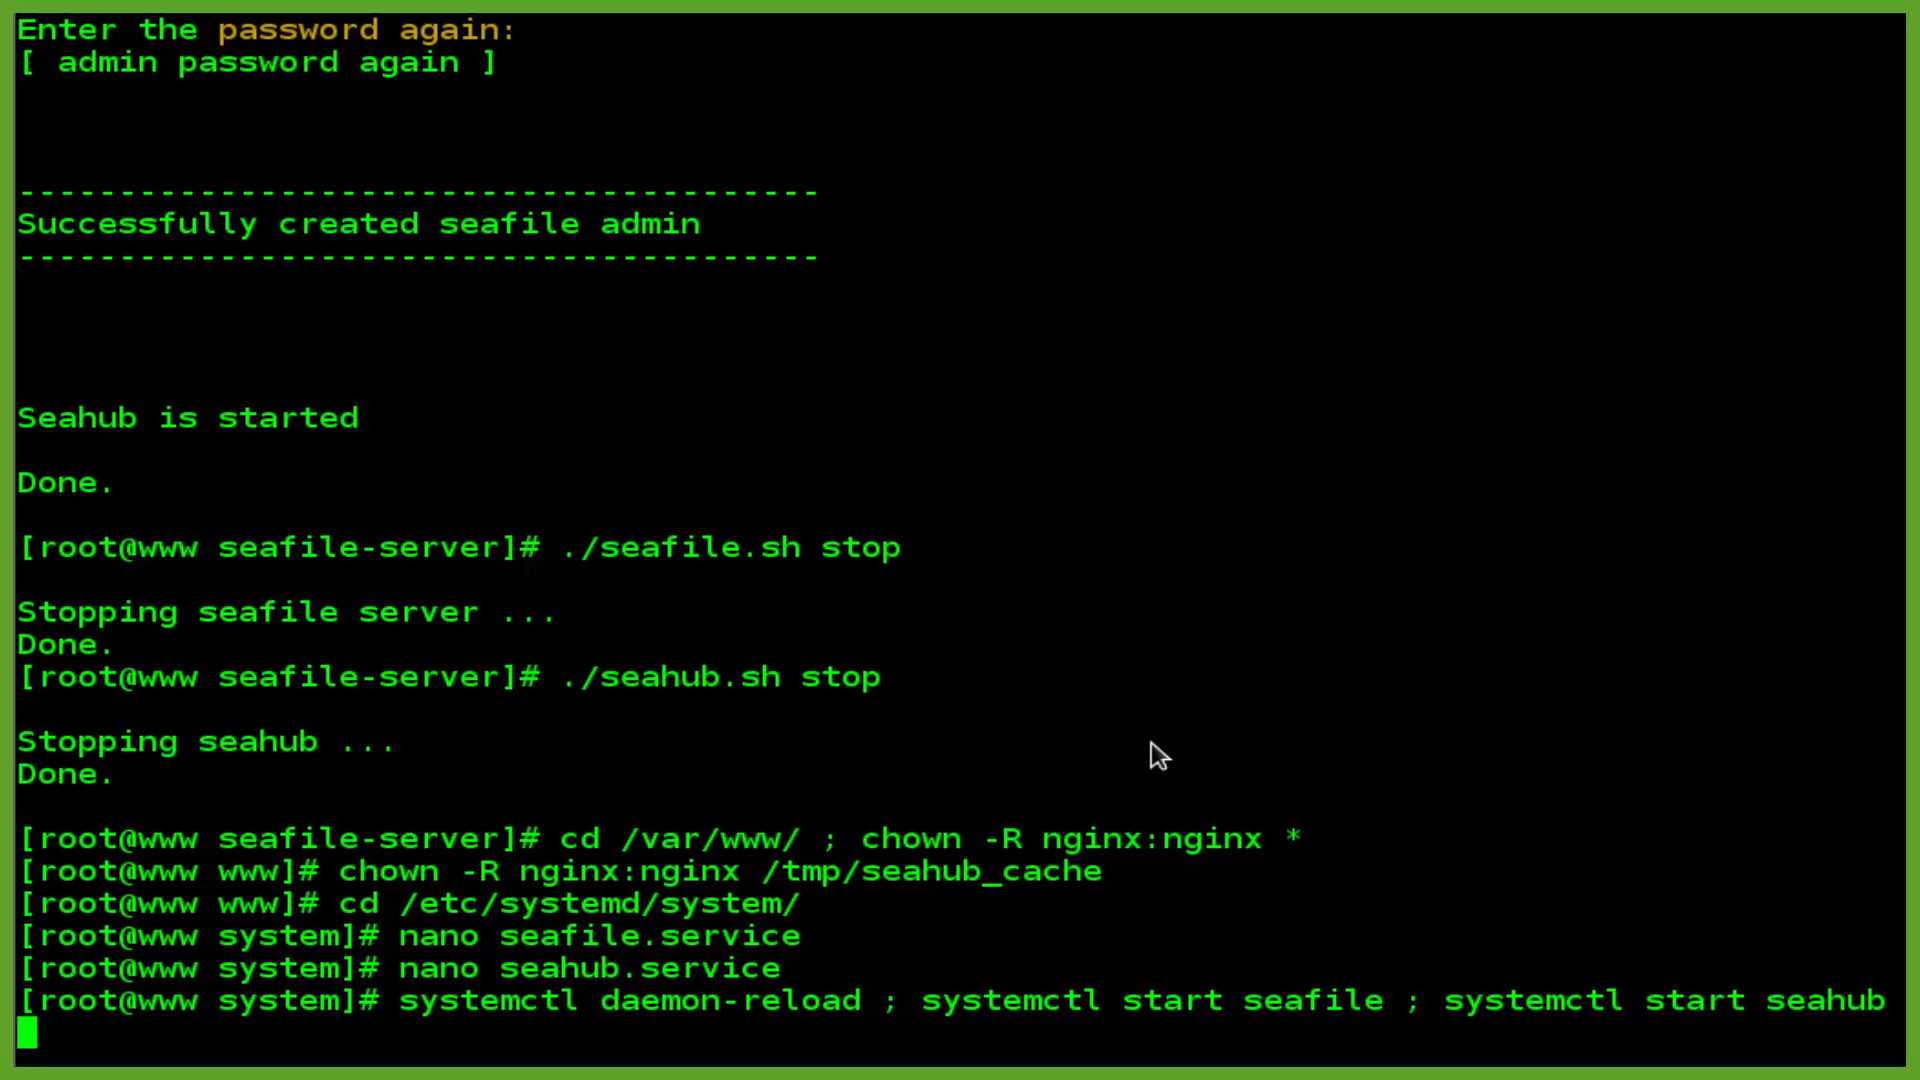 Enter the password again:
[ admin password again ]
----------------------------------------
Successfully created seafile admin
----------------------------------------
Seahub is started
Done.
[root@www seafile-server]# ./seafile.sh stop
Stopping seafile server ...
Done.
[root@www seafile-server]# ./seahub.sh stop
Stopping seahub ...
Done.
[root@www seafile-server]# cd /var/www/ ; chown -R nginx:nginx *
[root@www www]# chown -R nginx:nginx /tmp/seahub_cache
[root@www www]# cd /etc/systemd/system/
[root@www system]# nano seafile.service
[root@www system]# nano seahub.service
[root@www system]# systemctl daemon-reload ; systemctl start seafile ; systemctl start seahub